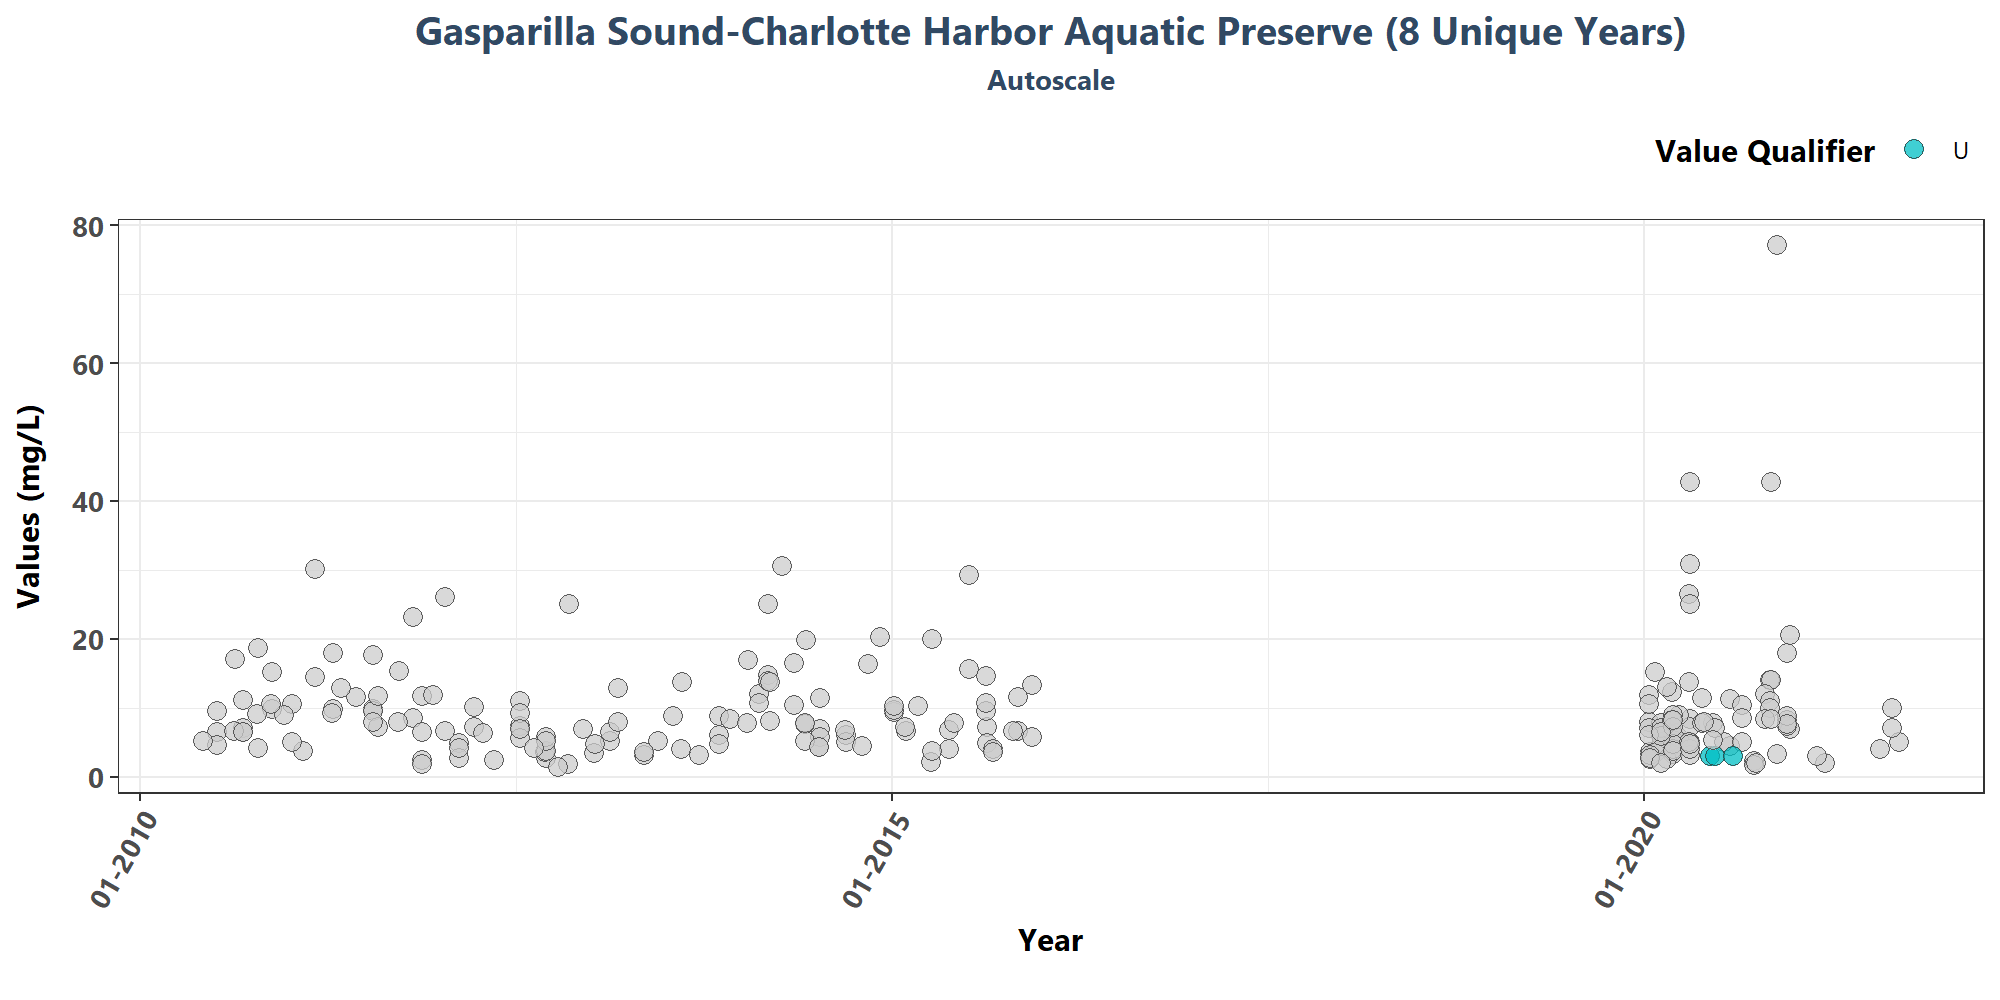 Gasparilla Sound-Charlotte Harbor Aquatic Preserve (8 Unique Years)
Autoscale
Value Qualifier U
80
60
40
20
0
Values (mg/L)
01-2010
01-2015
01-2020
Year